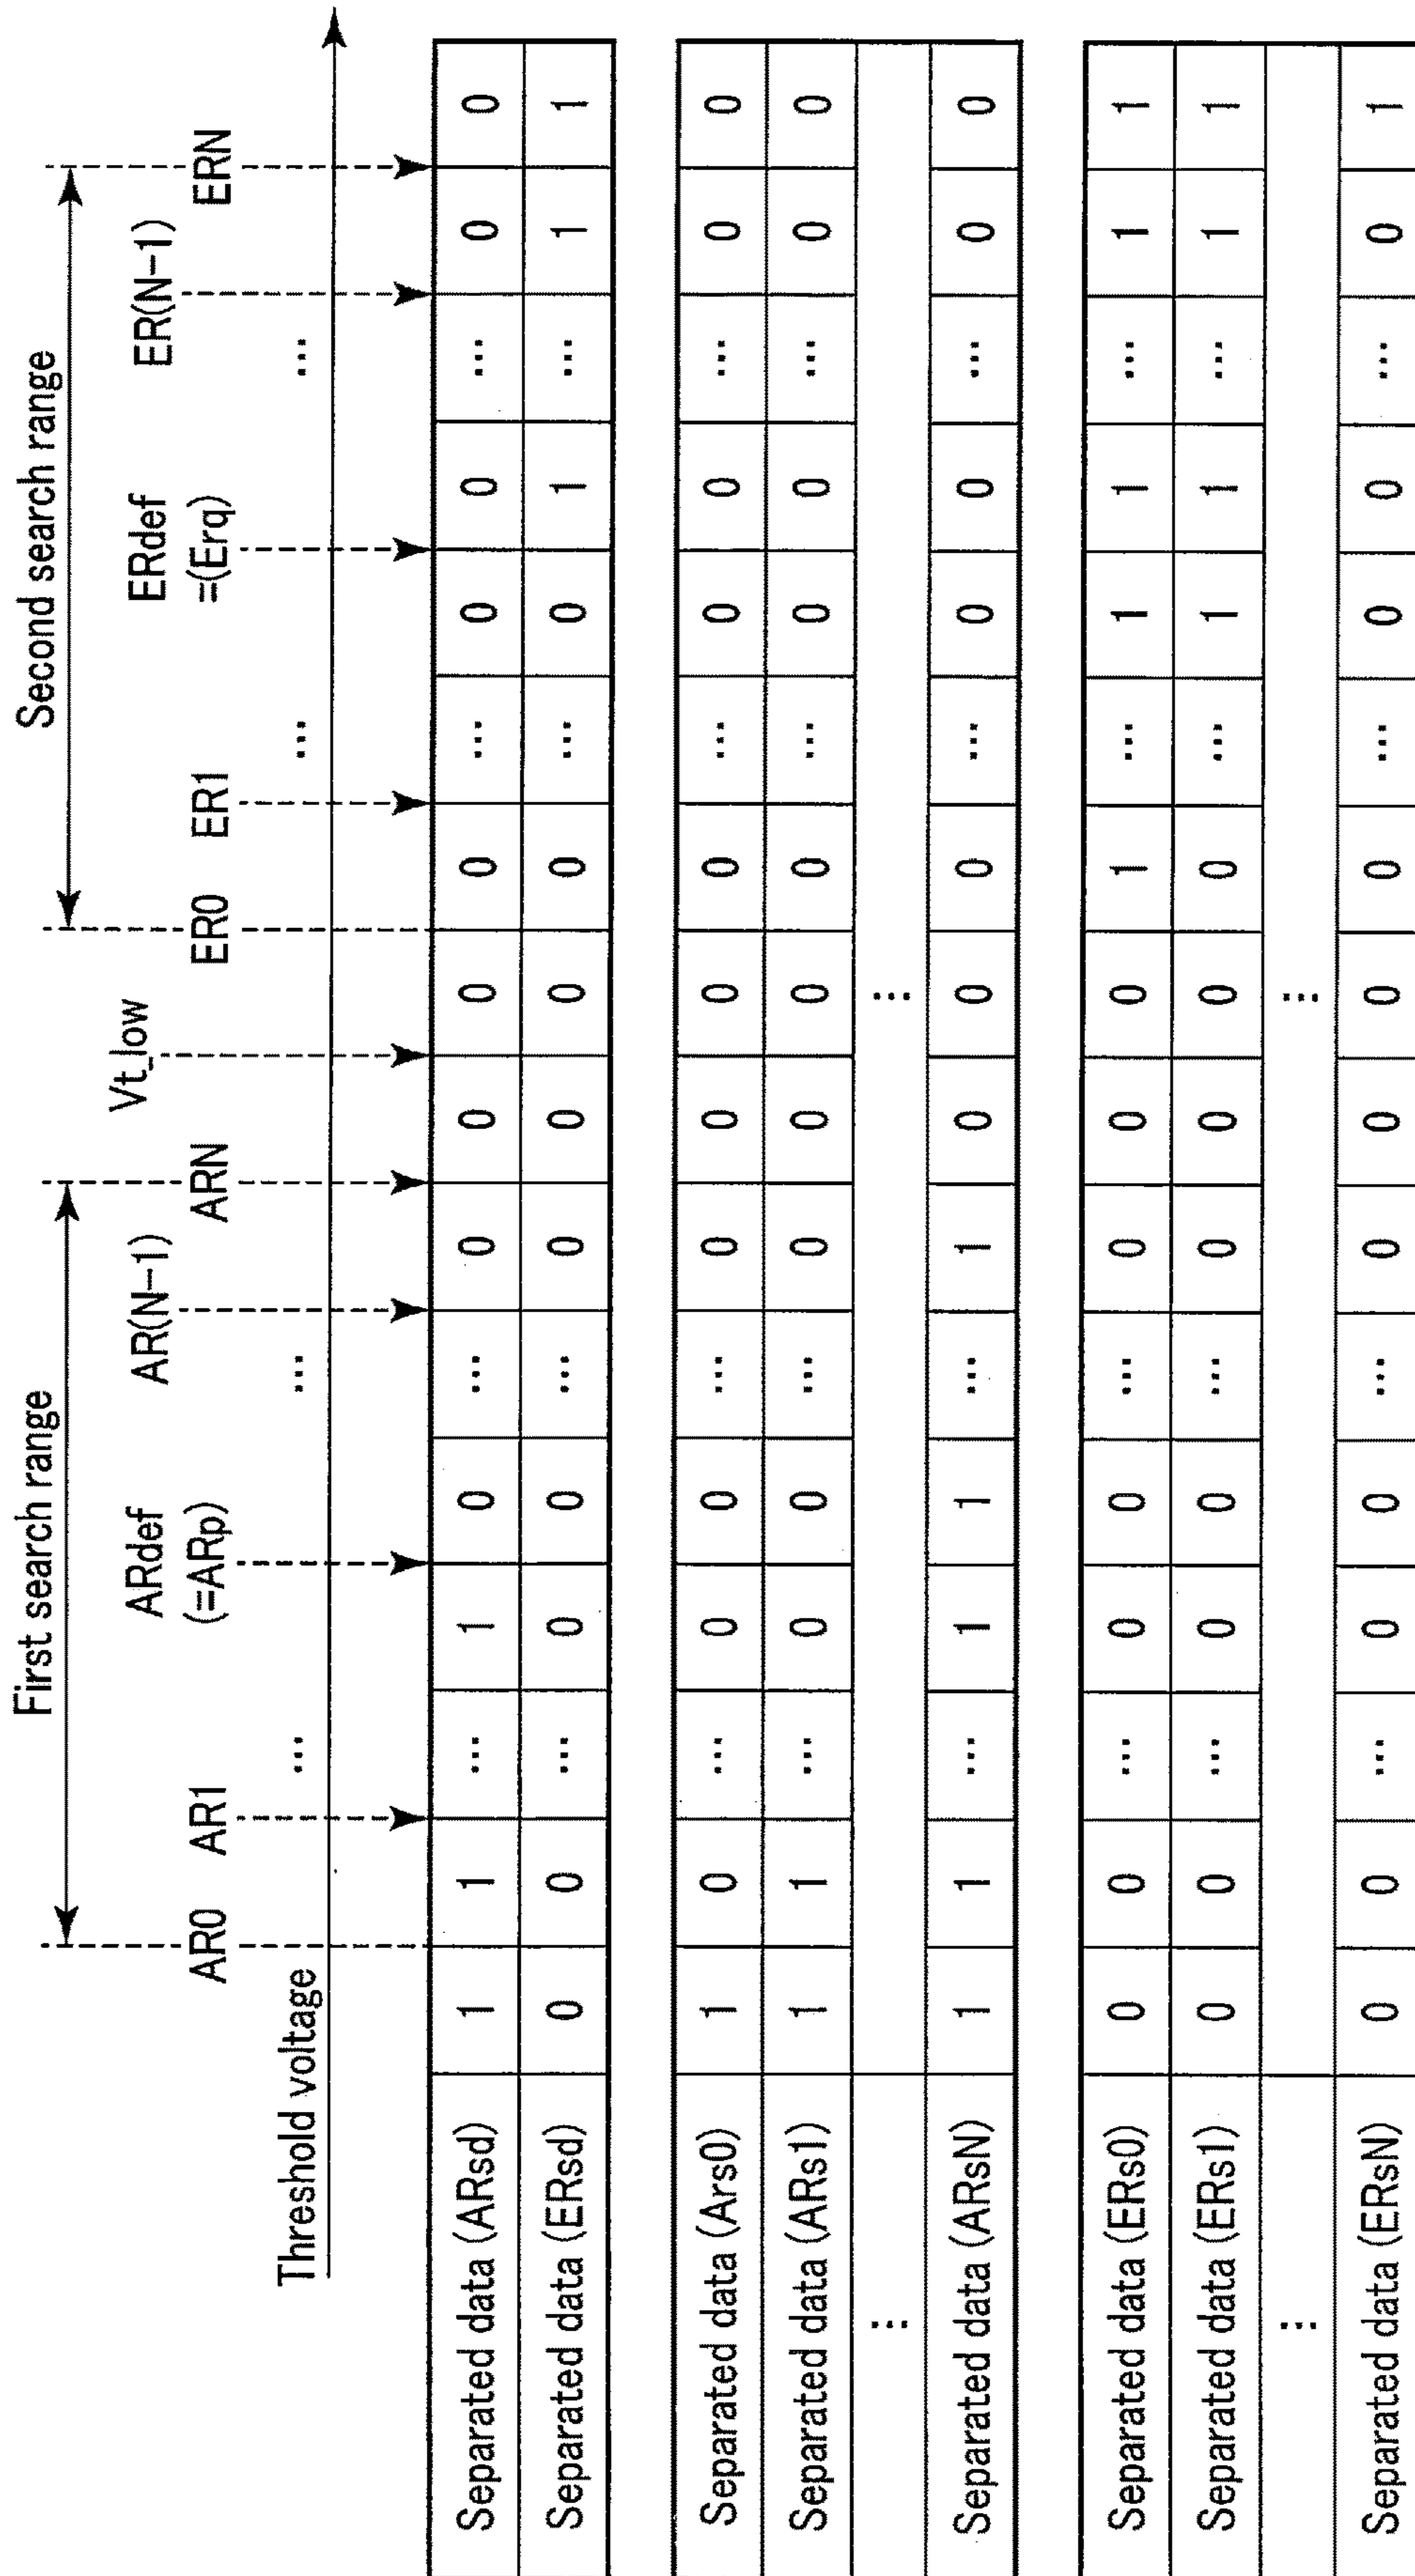 First search range Second search range
Vt_low
ARdef AR(N-1) ERdef ER(N-1)
AR0 AR1 (=ARp) ARN ER0 ER1 =(Erq) ERN
... ... ... ...
Threshold voltage
Separated data (ARsd) 1 1 ... 1 0 ... 0 0 0 0 ... 0 0 ... 0 0
Separated data (ERsd) 0 0 ... 0 0 ... 0 0 0 0 ... 0 1 ... 1 1
Separated data (Ars0) 1 0 ... 0 0 ... 0 0 0 0 ... 0 0 ... 0 0
Separated data (ARs1) 1 1 ... 0 0 ... 0 0 0 0 ... 0 0 ... 0 0
... ...
Separated data (ARsN) 1 1 ... 1 1 ... 1 0 0 0 ... 0 0 ... 0 0
Separated data (ERs0) 0 0 ... 0 0 ... 0 0 0 1 ... 1 1 ... 1 1
Separated data (ERs1) 0 0 ... 0 0 ... 0 0 0 0 ... 1 1 ... 1 1
... ...
Separated data (ERsN) 0 0 ... 0 0 ... 0 0 0 0 ... 0 0 ... 0 1